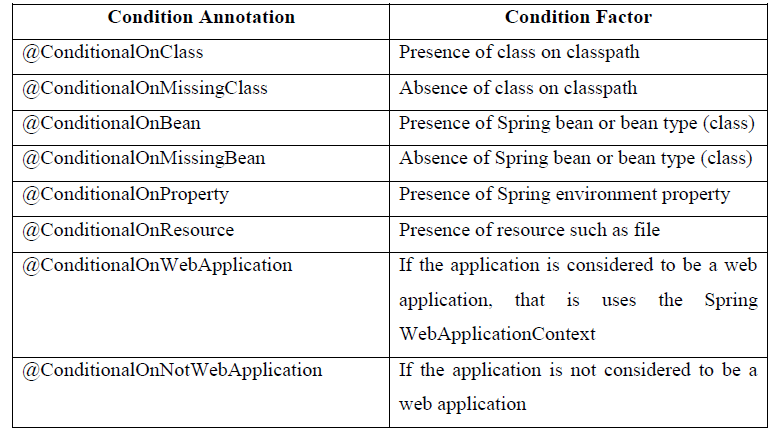 Condition Annotation Condition Factor
@ConditionalOnClass Presence of class on classpath
@ConditionalOnMissingClass Absence of class on classpath
@ConditionalOnBean Presence of Spring bean or bean type (class)
@ConditionalOnMissingBean Absence of Spring bean or bean type (class)
@ConditionalOnProperty Presence of Spring environment property
@ConditionalOnResource Presence of resource such as file
@ConditionalOnWebApplication If the application is considered to be a web
application, that is uses the Spring
WebApplicationContext
@ConditionalOnNotWebApplication If the application is not considered to be a
web application